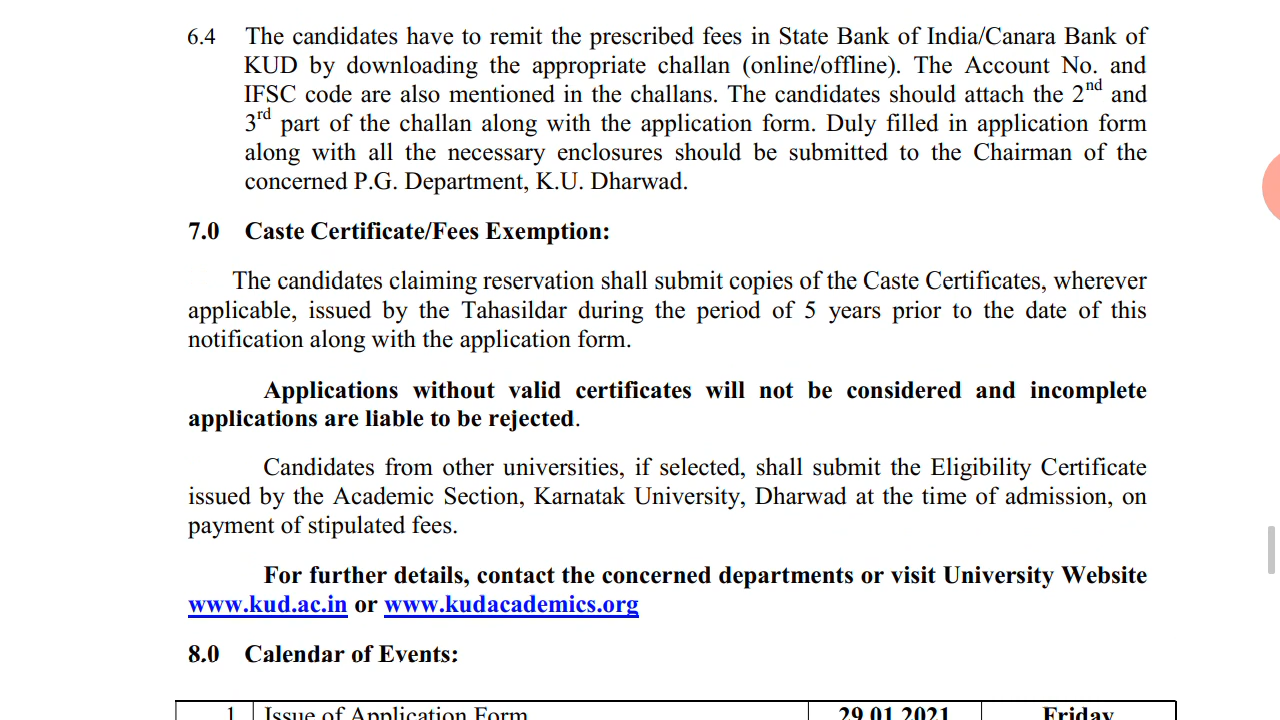 6.4 The candidates have to remit the prescribed fees in State Bank of India/Canara Bank of
KUD by downloading the appropriate challan (online/offline). The Account No. and
IFSC code are also mentioned in the challans. The candidates should attach the 2nd and
3rd part of the challan along with the application form. Duly filled in application form
along with all the necessary enclosures should be submitted to the Chairman of the
concerned P.G. Department, K.U. Dharwad.
7.0 Caste Certificate/Fees Exemption:
The candidates claiming reservation shall submit copies of the Caste Certificates, wherever
applicable, issued by the Tahasildar during the period of 5 years prior to the date of this
notification along with the application form.
Applications without valid certificates will not be considered and incomplete
applications are liable to be rejected.
Candidates from other universities, if selected, shall submit the Eligibility Certificate
issued by the Academic Section, Karnatak University, Dharwad at the time of admission, on
payment of stipulated fees.
For further details, contact the concerned departments or visit University Website
www.kud.ac.in or www.kudacademics.org
8.0 Calendar of Events:
1 Issue of Application Form 29.01.2021 Friday